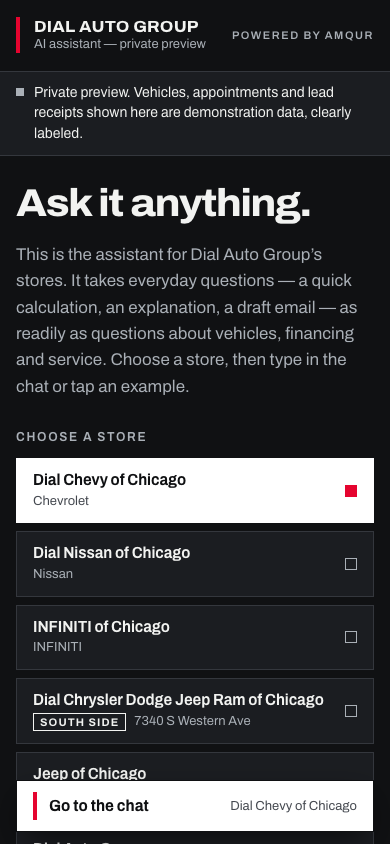 DIAL AUTO GROUP
AI assistant — private preview
POWERED BY AMQUR
Private preview. Vehicles, appointments and lead
receipts shown here are demonstration data, clearly
labeled.
Ask it anything.
This is the assistant for Dial Auto Group’s
stores. It takes everyday questions — a quick
calculation, an explanation, a draft email — as
readily as questions about vehicles, financing
and service. Choose a store, then type in the
chat or tap an example.
CHOOSE A STORE
Dial Chevy of Chicago
Chevrolet
Dial Nissan of Chicago
Nissan
INFINITI of Chicago
INFINITI
Dial Chrysler Dodge Jeep Ram of Chicago
SOUTH SIDE 7340 S Western Ave
Jeep of Chicago
Go to the chat Dial Chevy of Chicago